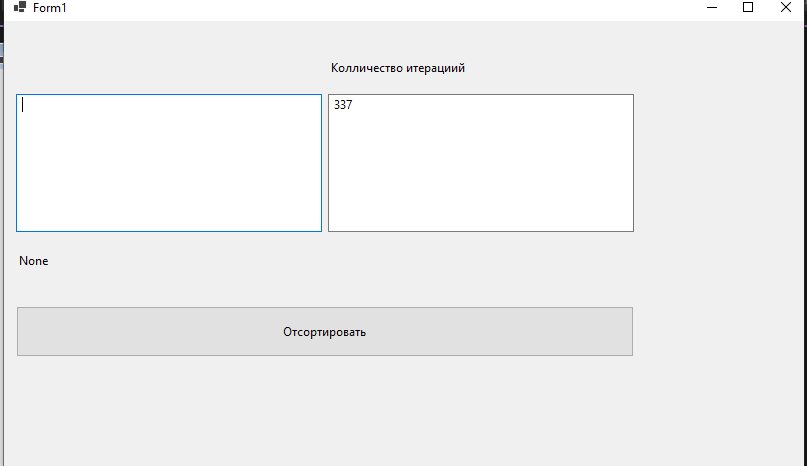 Form1
Колличество итерациий
337
None
Отсортировать